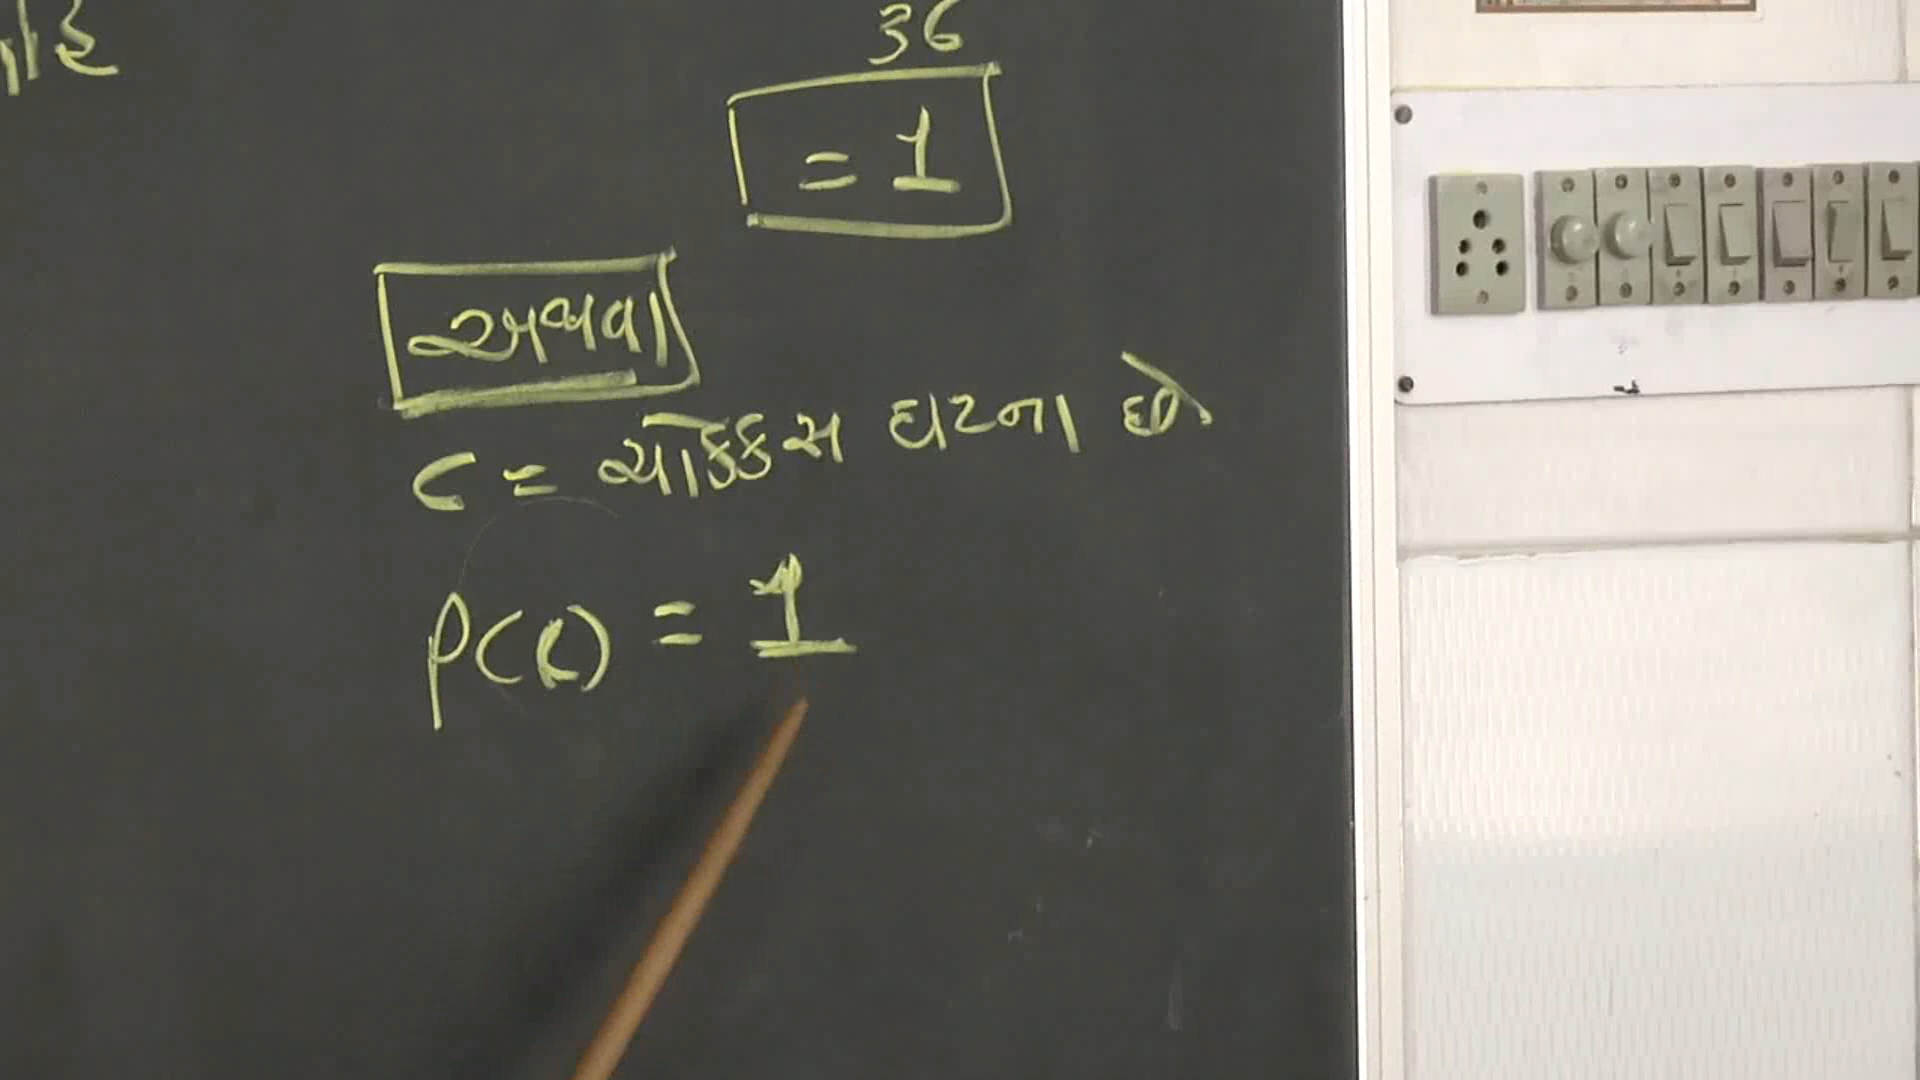 36
= 1
અથવા
C = ચોક્કસ ઘટના છે
P(C) = 1